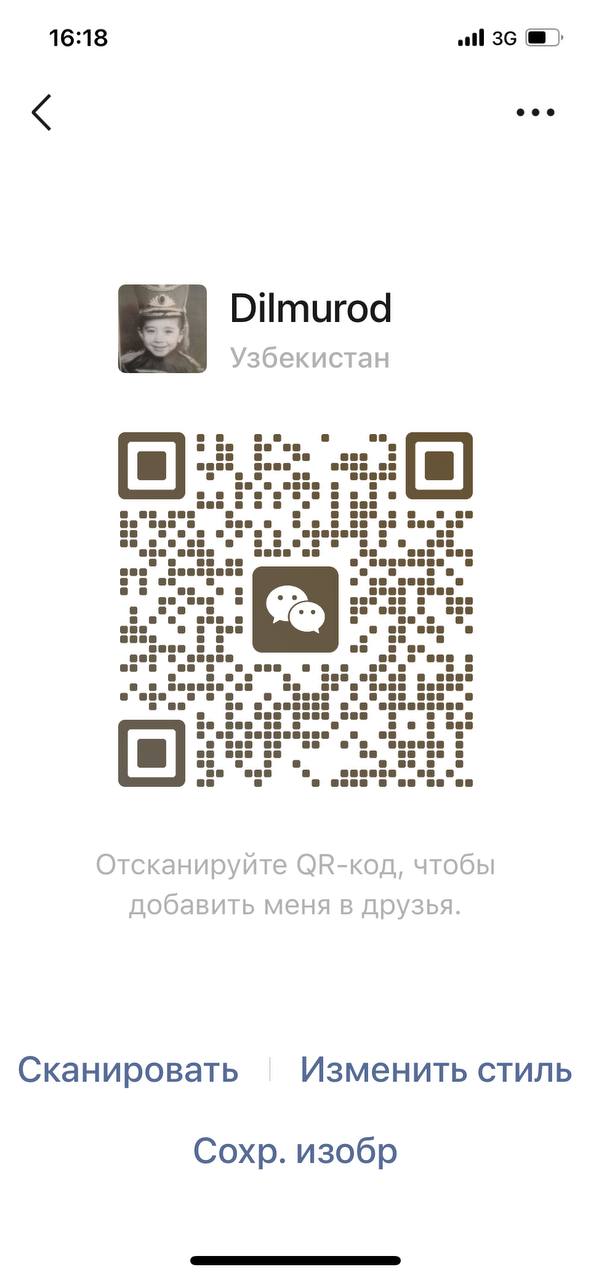 16:18
3G
Dilmurod
Узбекистан
Отсканируйте QR-код, чтобы
добавить меня в друзья.
Сканировать
Изменить стиль
Сохр. изобр